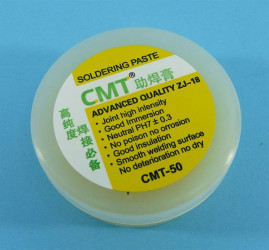 SOLDERING PASTE
CMT® 助焊膏
ADVANCED QUALITY ZJ-18
高纯度
焊接必备
• Joint high intensity
• Good Immersion
• Neutral PH7 ± 0.3
• No poison no corrosion
• Good insulation
• Smooth welding surface
No deterioration no dry
CMT-50